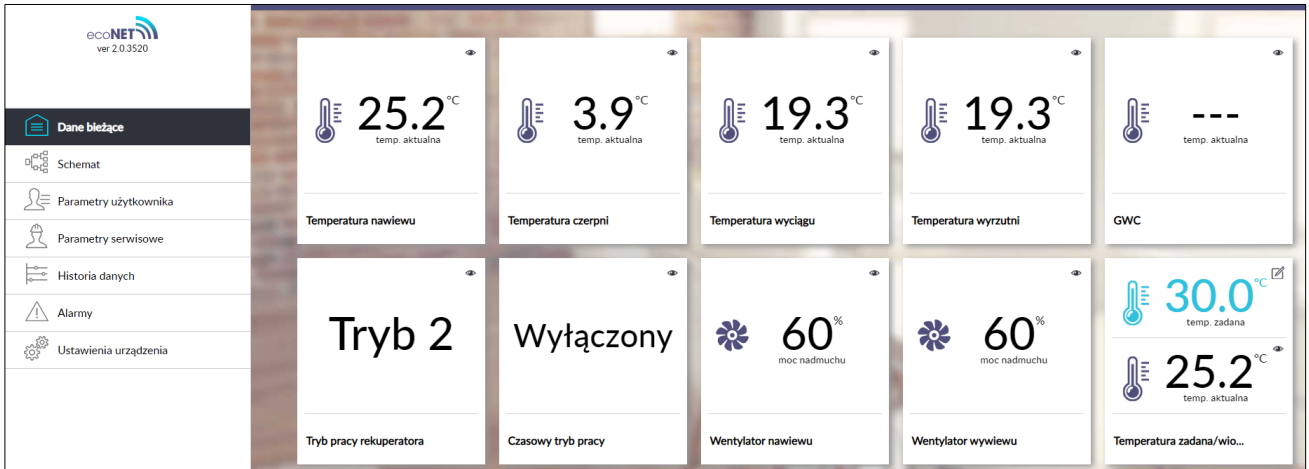 ecoNET
ver 2.0.3520
Dane bieżące
Schemat
Parametry użytkownika
Parametry serwisowe
Historia danych
Alarmy
Ustawienia urządzenia
25.2 °C
temp. aktualna
Temperatura nawiewu
3.9 °C
temp. aktualna
Temperatura czerpni
19.3 °C
temp. aktualna
Temperatura wyciągu
19.3 °C
temp. aktualna
Temperatura wyrzutni
--- °C
temp. aktualna
GWC
Tryb 2
Tryb pracy rekuperatora
Wyłączony
Czasowy tryb pracy
60 %
moc nadmuchu
Wentylator nawiewu
60 %
moc nadmuchu
Wentylator wywiewu
30.0 °C
temp. zadana
25.2 °C
temp. aktualna
Temperatura zadana/wio...